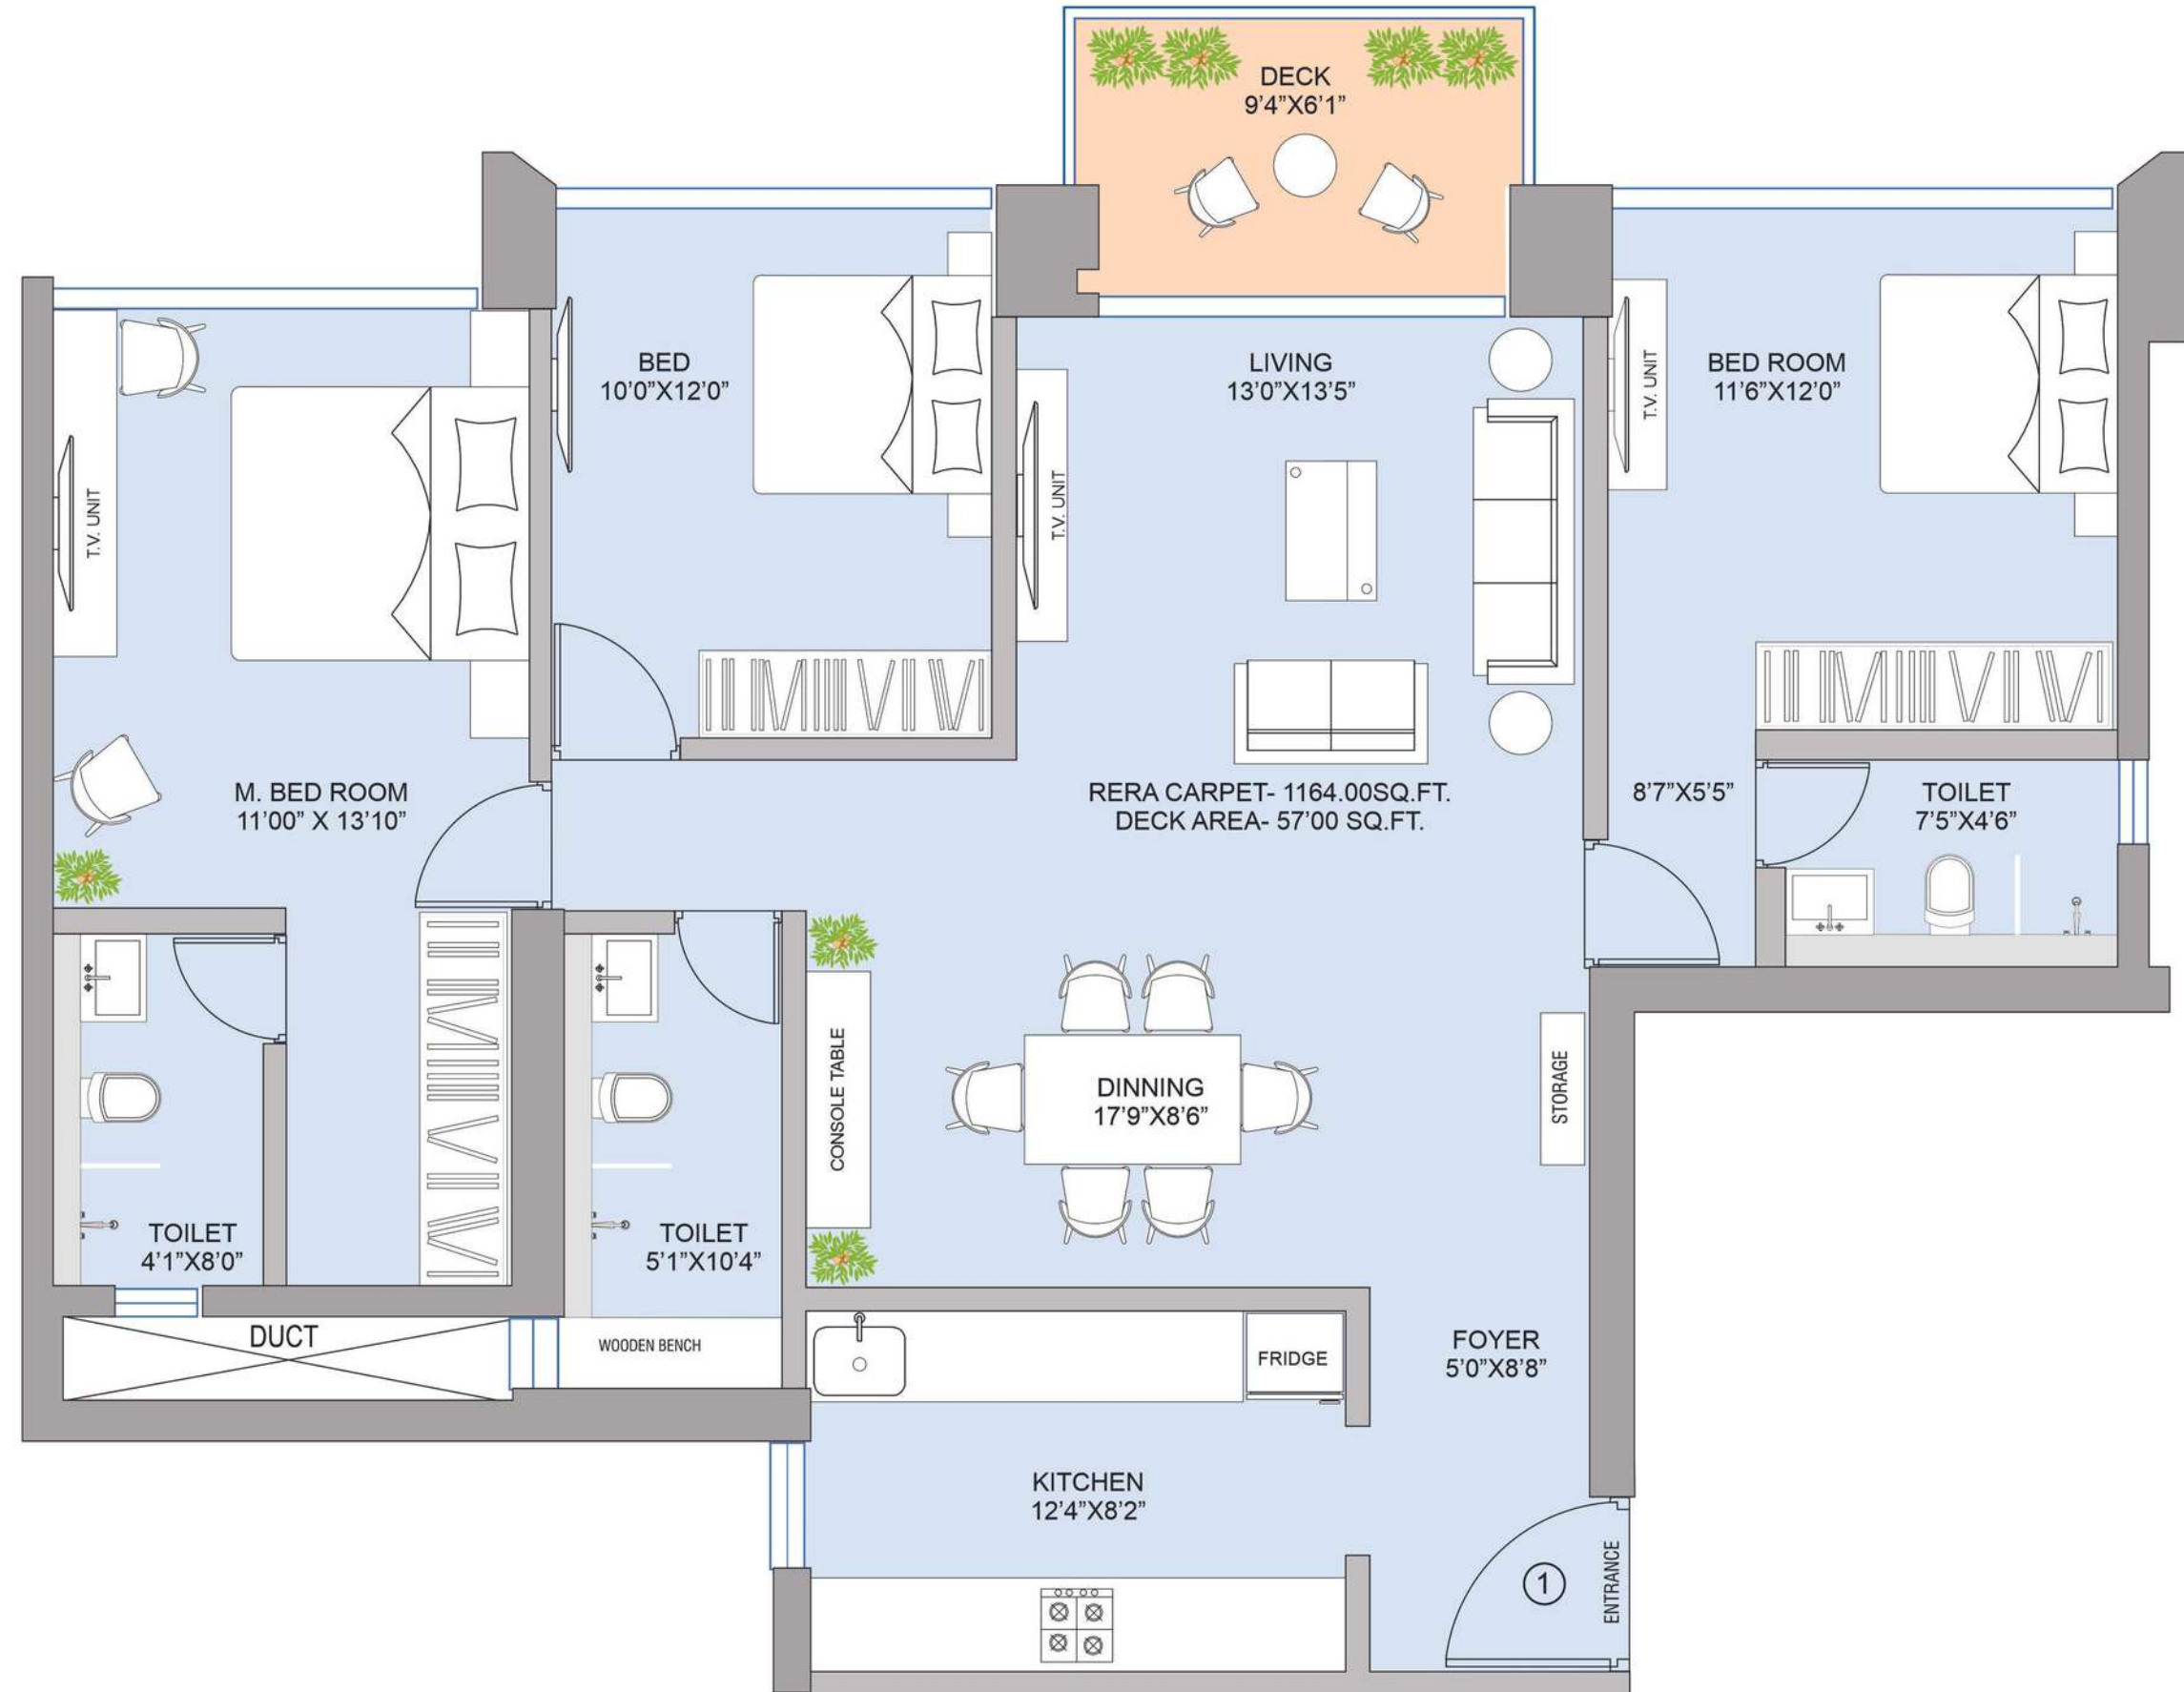 DECK
9'4”X6'1”
BED
10'0”X12'0”
LIVING
13'0”X13'5”
BED ROOM
11'6”X12'0”
T.V. UNIT
T.V. UNIT
T.V. UNIT
M. BED ROOM
11'00” X 13'10”
RERA CARPET- 1164.00SQ.FT.
DECK AREA- 57'00 SQ.FT.
8'7”X5'5”
TOILET
7'5”X4'6”
CONSOLE TABLE
DINNING
17'9”X8'6”
STORAGE
TOILET
4'1”X8'0”
TOILET
5'1”X10'4”
DUCT
WOODEN BENCH
FRIDGE
FOYER
5'0”X8'8”
KITCHEN
12'4”X8'2”
1
ENTRANCE